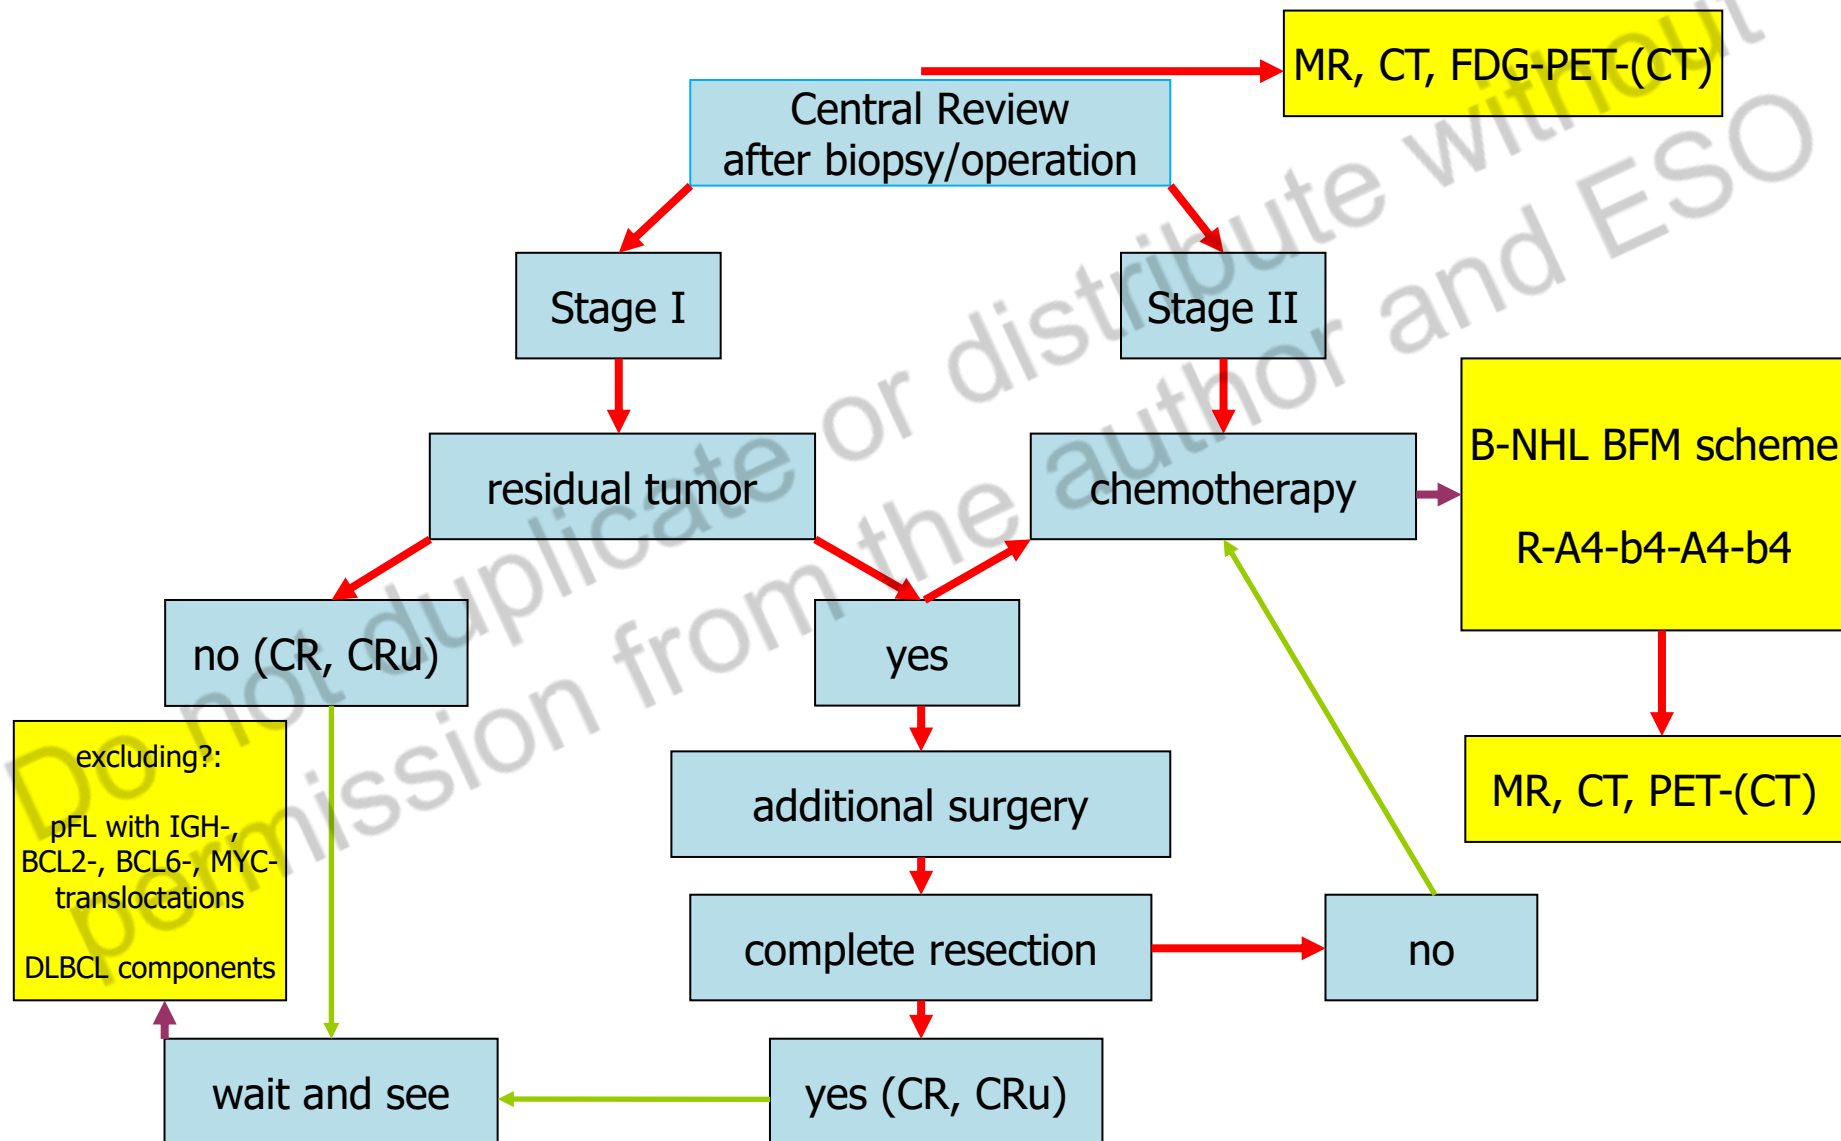 MR, CT, FDG-PET-(CT)
Central Review
after biopsy/operation
Stage I
Stage II
residual tumor
chemotherapy
B-NHL BFM scheme
R-A4-b4-A4-b4
no (CR, CRu)
yes
excluding?:
pFL with IGH-,
BCL2-, BCL6-, MYC-
transloctations
DLBCL components
additional surgery
MR, CT, PET-(CT)
complete resection
no
wait and see
yes (CR, CRu)
Do not duplicate or distribute without
permission from the author and ESO